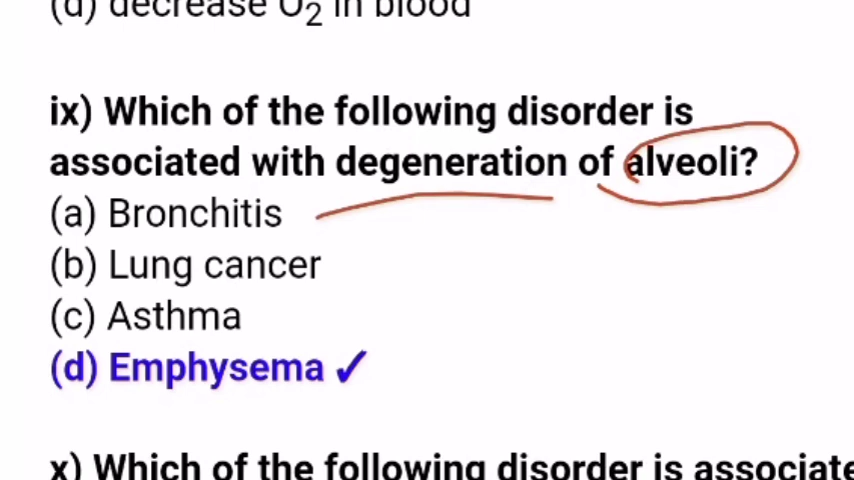 (d) decrease O₂ in blood
ix) Which of the following disorder is
associated with degeneration of alveoli?
(a) Bronchitis
(b) Lung cancer
(c) Asthma
(d) Emphysema ✓
x) Which of the following disorder is associate